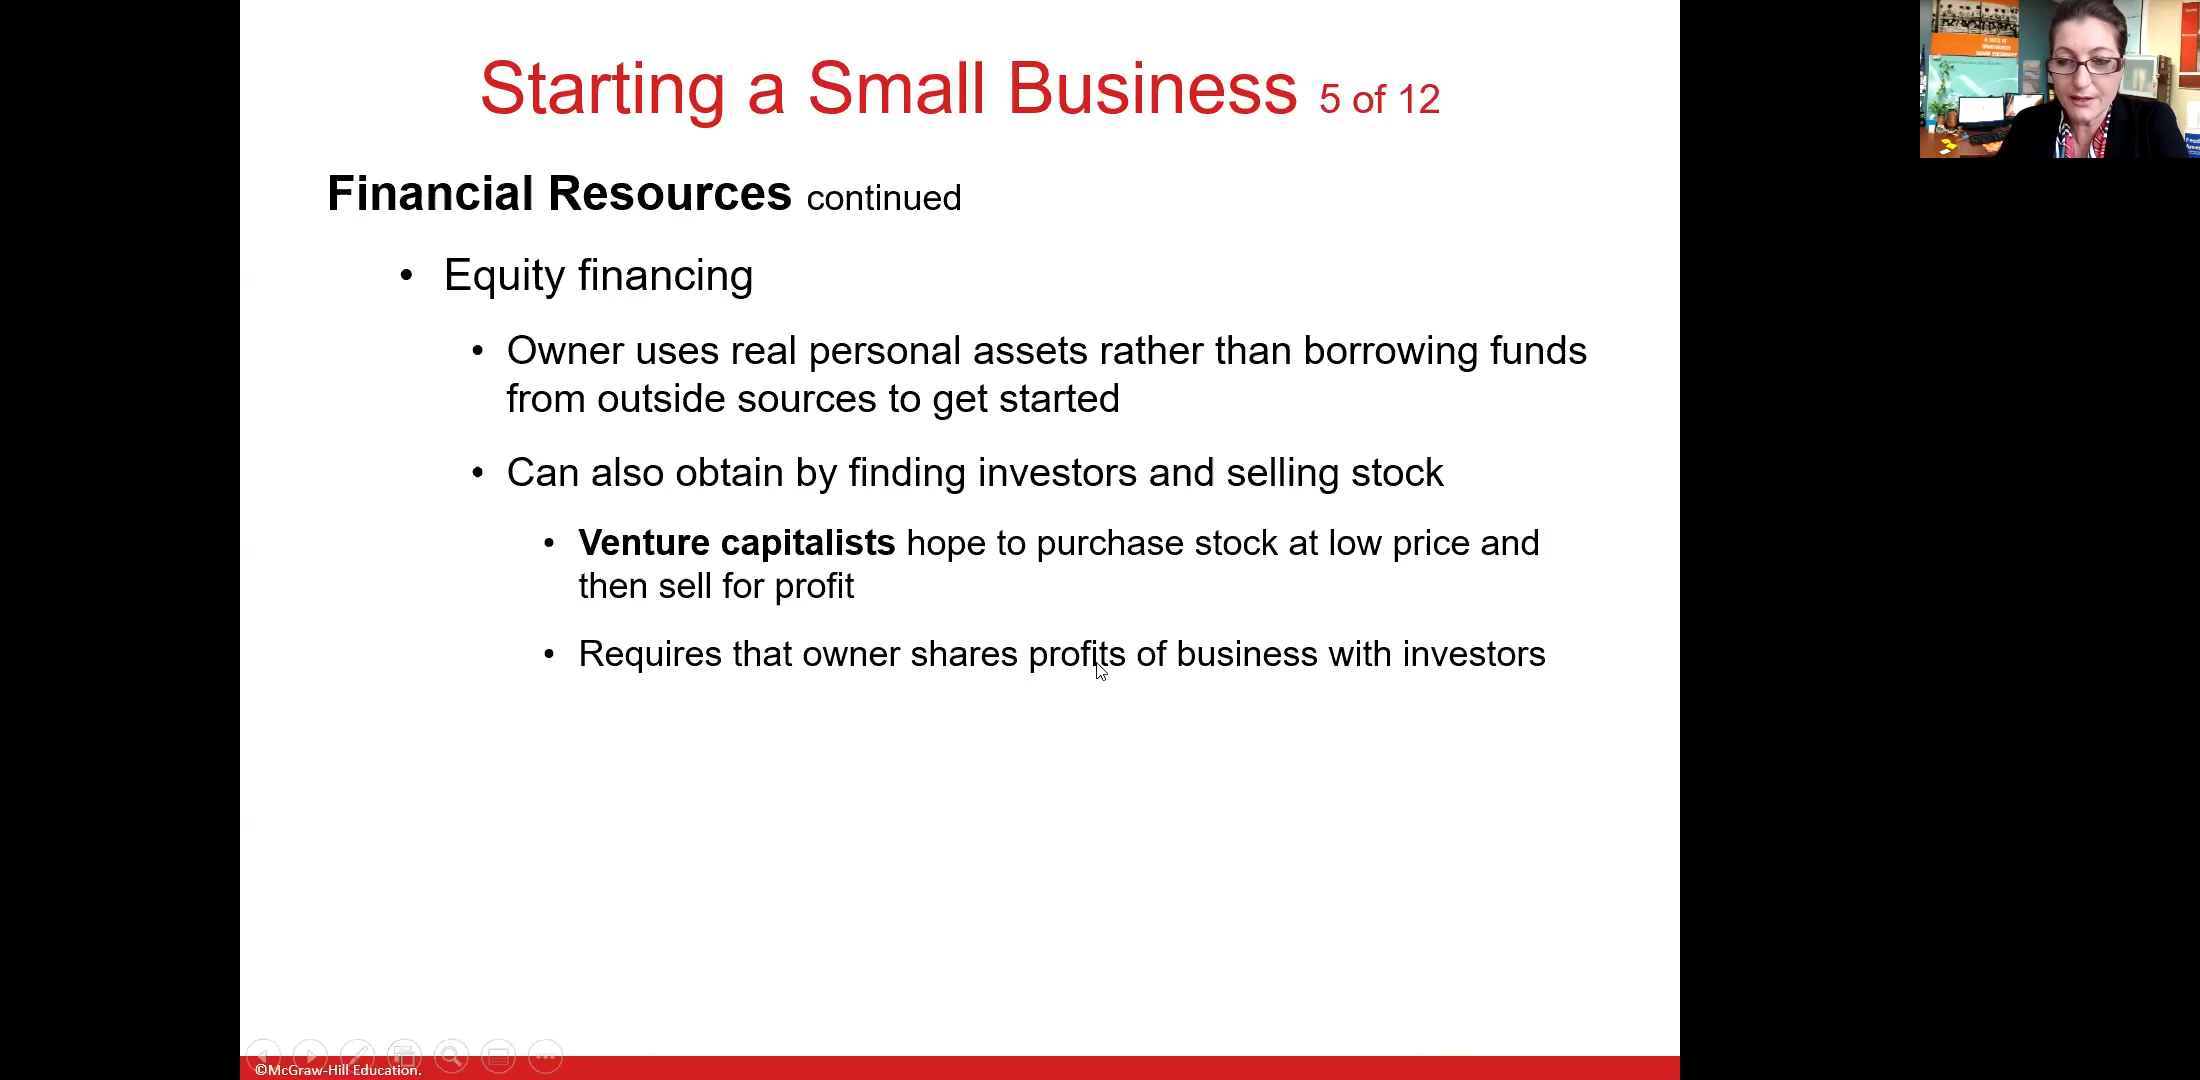 Starting a Small Business 5 of 12
Financial Resources continued
• Equity financing
• Owner uses real personal assets rather than borrowing funds
from outside sources to get started
• Can also obtain by finding investors and selling stock
• Venture capitalists hope to purchase stock at low price and
then sell for profit
• Requires that owner shares profits of business with investors
©McGraw-Hill Education.